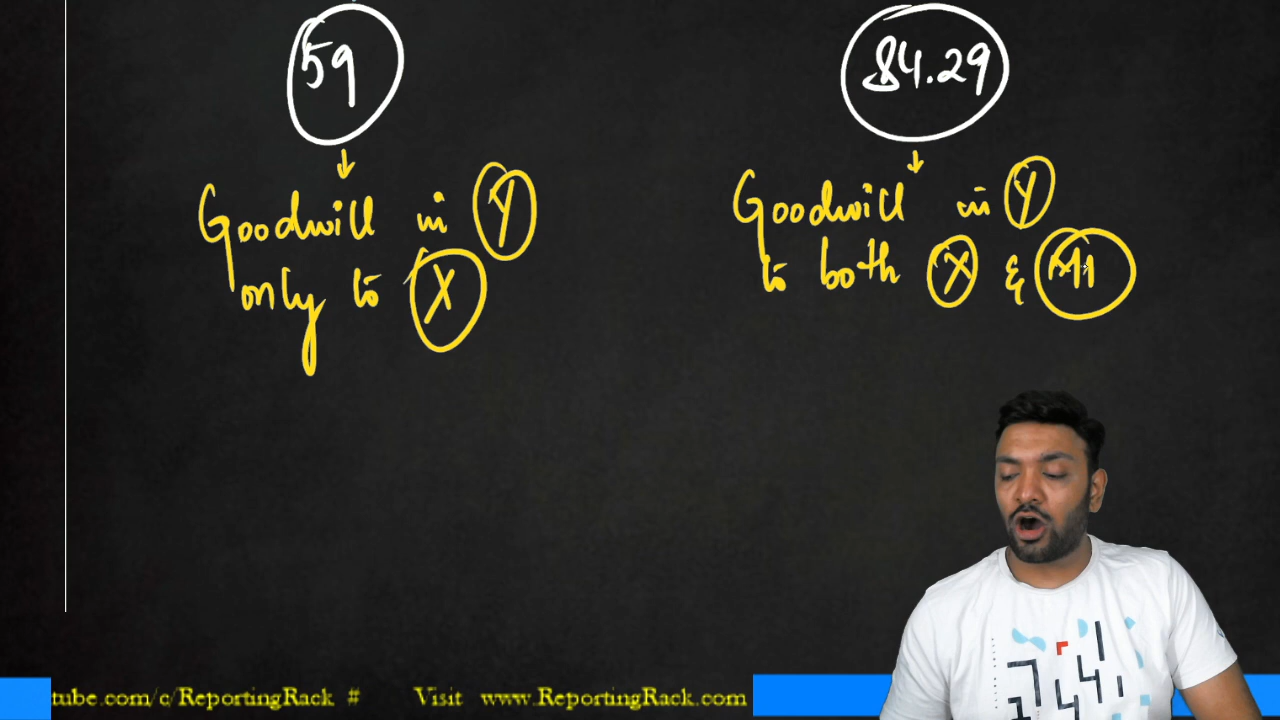 59
84.29
↓
↓
Goodwill in Y
only to X
Goodwill in Y
to both X &
tube.com/c/ReportingRack # Visit www.ReportingRack.com